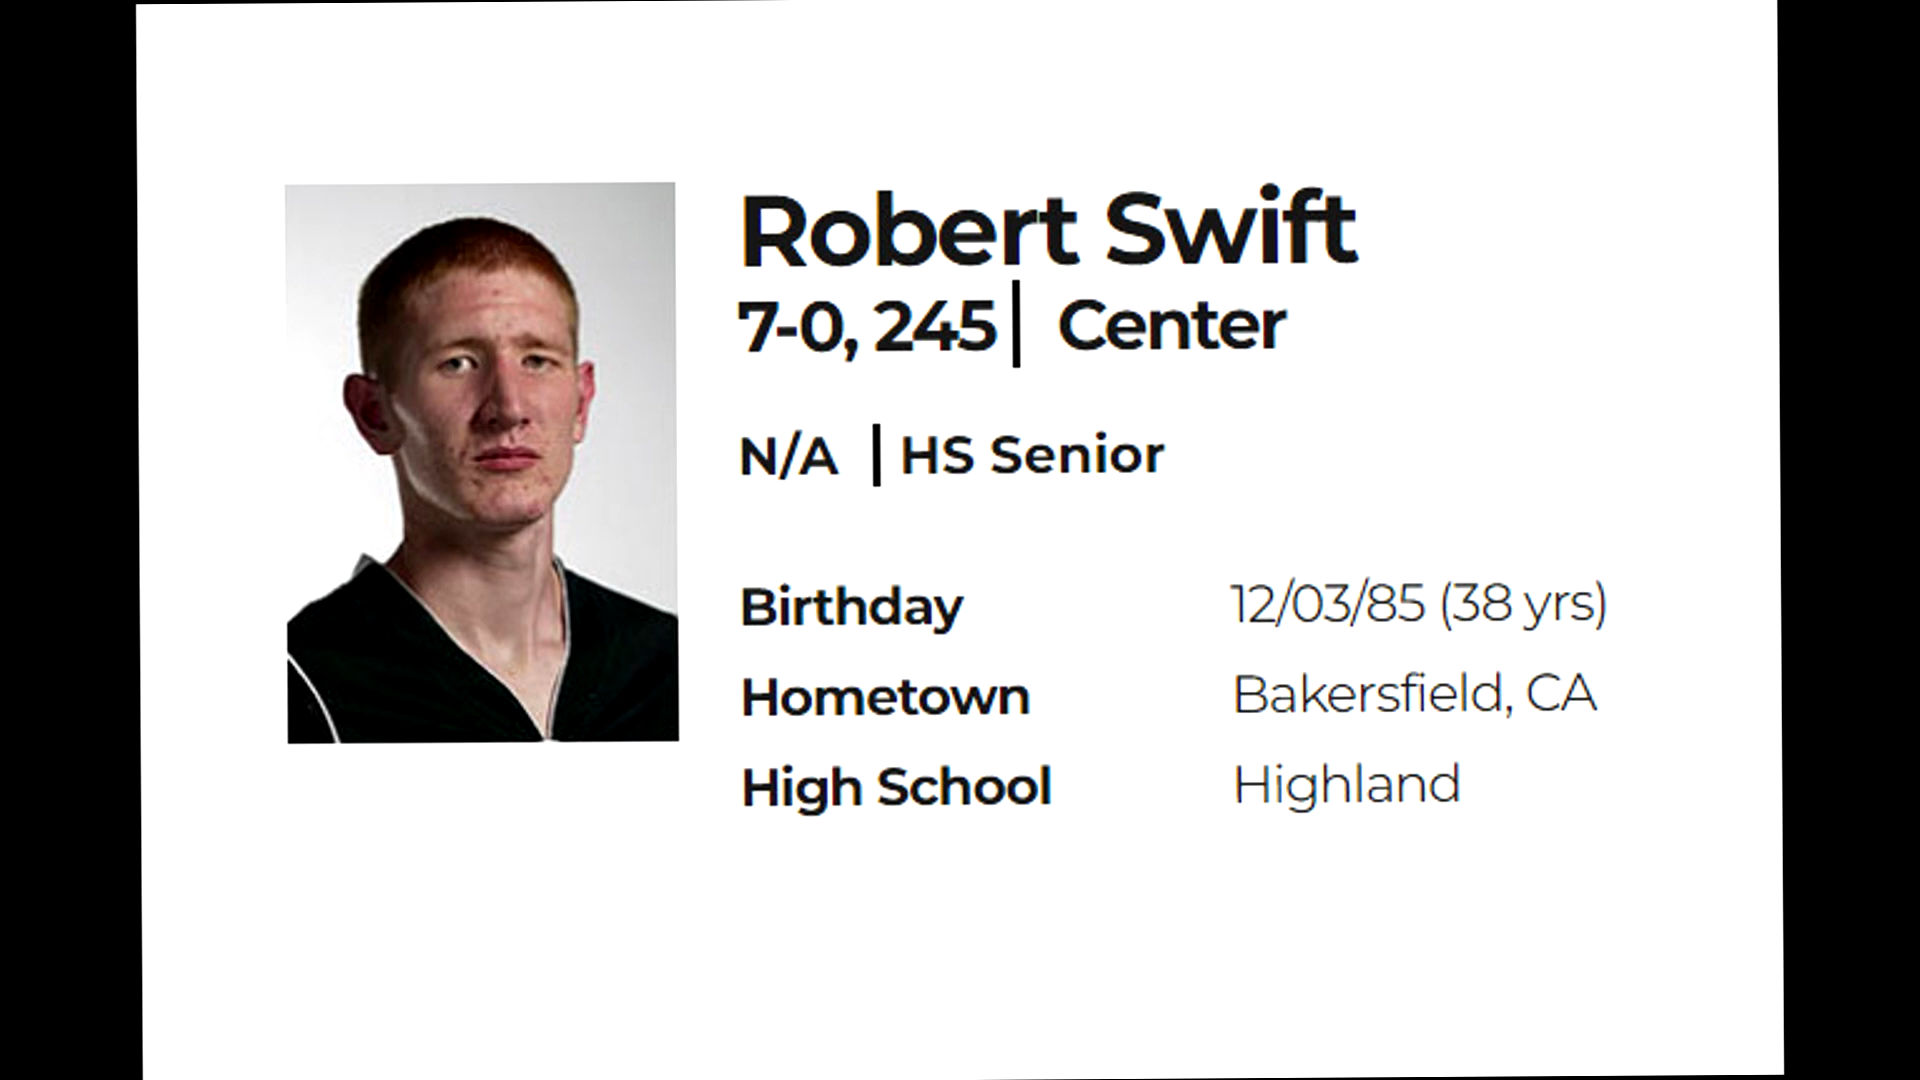 Robert Swift
7-0, 245 | Center
N/A | HS Senior
Birthday 12/03/85 (38 yrs)
Hometown Bakersfield, CA
High School Highland